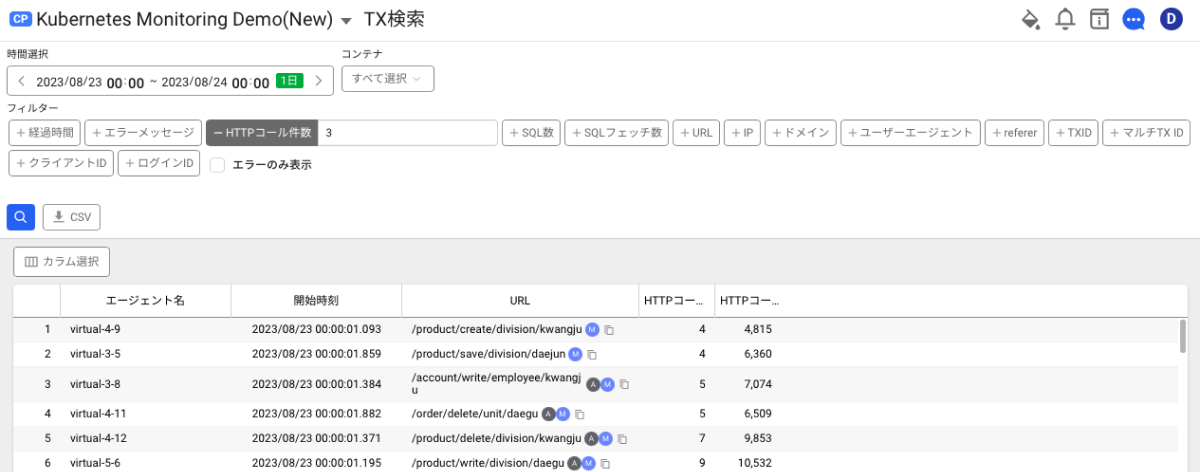 CP Kubernetes Monitoring Demo(New) TX検索 D
時間選択 コンテナ
2023/08/23 00:00 ~ 2023/08/24 00:00 1日 すべて選択
フィルター
+ 経過時間 + エラーメッセージ − HTTPコール件数 3 + SQL数 + SQLフェッチ数 + URL + IP + ドメイン + ユーザーエージェント + referer + TXID + マルチTX ID
+ クライアントID + ログインID エラーのみ表示
CSV
カラム選択
エージェント名 開始時刻 URL HTTPコー... HTTPコー...
1 virtual-4-9 2023/08/23 00:00:01.093 /product/create/division/kwangju M 4 4,815
2 virtual-3-5 2023/08/23 00:00:01.859 /product/save/division/daejun M 4 6,360
3 virtual-3-8 2023/08/23 00:00:01.384 /account/write/employee/kwangj
u A M 5 7,074
4 virtual-4-11 2023/08/23 00:00:01.882 /order/delete/unit/daegu A M 5 6,509
5 virtual-4-12 2023/08/23 00:00:01.371 /product/delete/division/kwangju A M 7 9,853
6 virtual-5-6 2023/08/23 00:00:01.195 /product/write/division/daegu A M 9 10,532